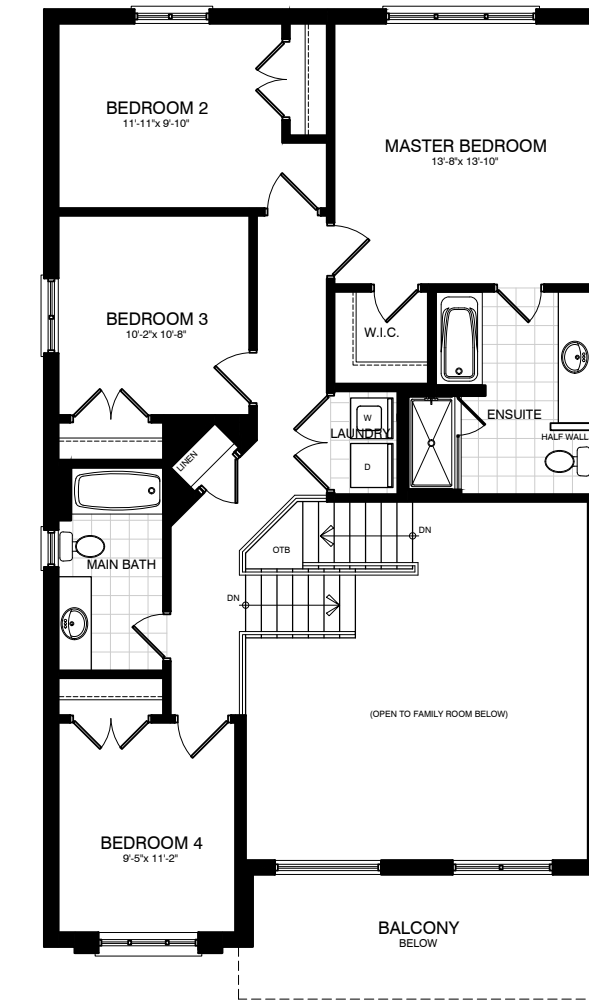 BEDROOM 2
11'-11"x 9'-10"
MASTER BEDROOM
13'-8"x 13'-10"
BEDROOM 3
10'-2"x 10'-8"
W.I.C.
W
LAUNDRY
D
ENSUITE
HALF WALL
LINEN
DN
OTB
MAIN BATH
DN
(OPEN TO FAMILY ROOM BELOW)
BEDROOM 4
9'-5"x 11'-2"
BALCONY
BELOW